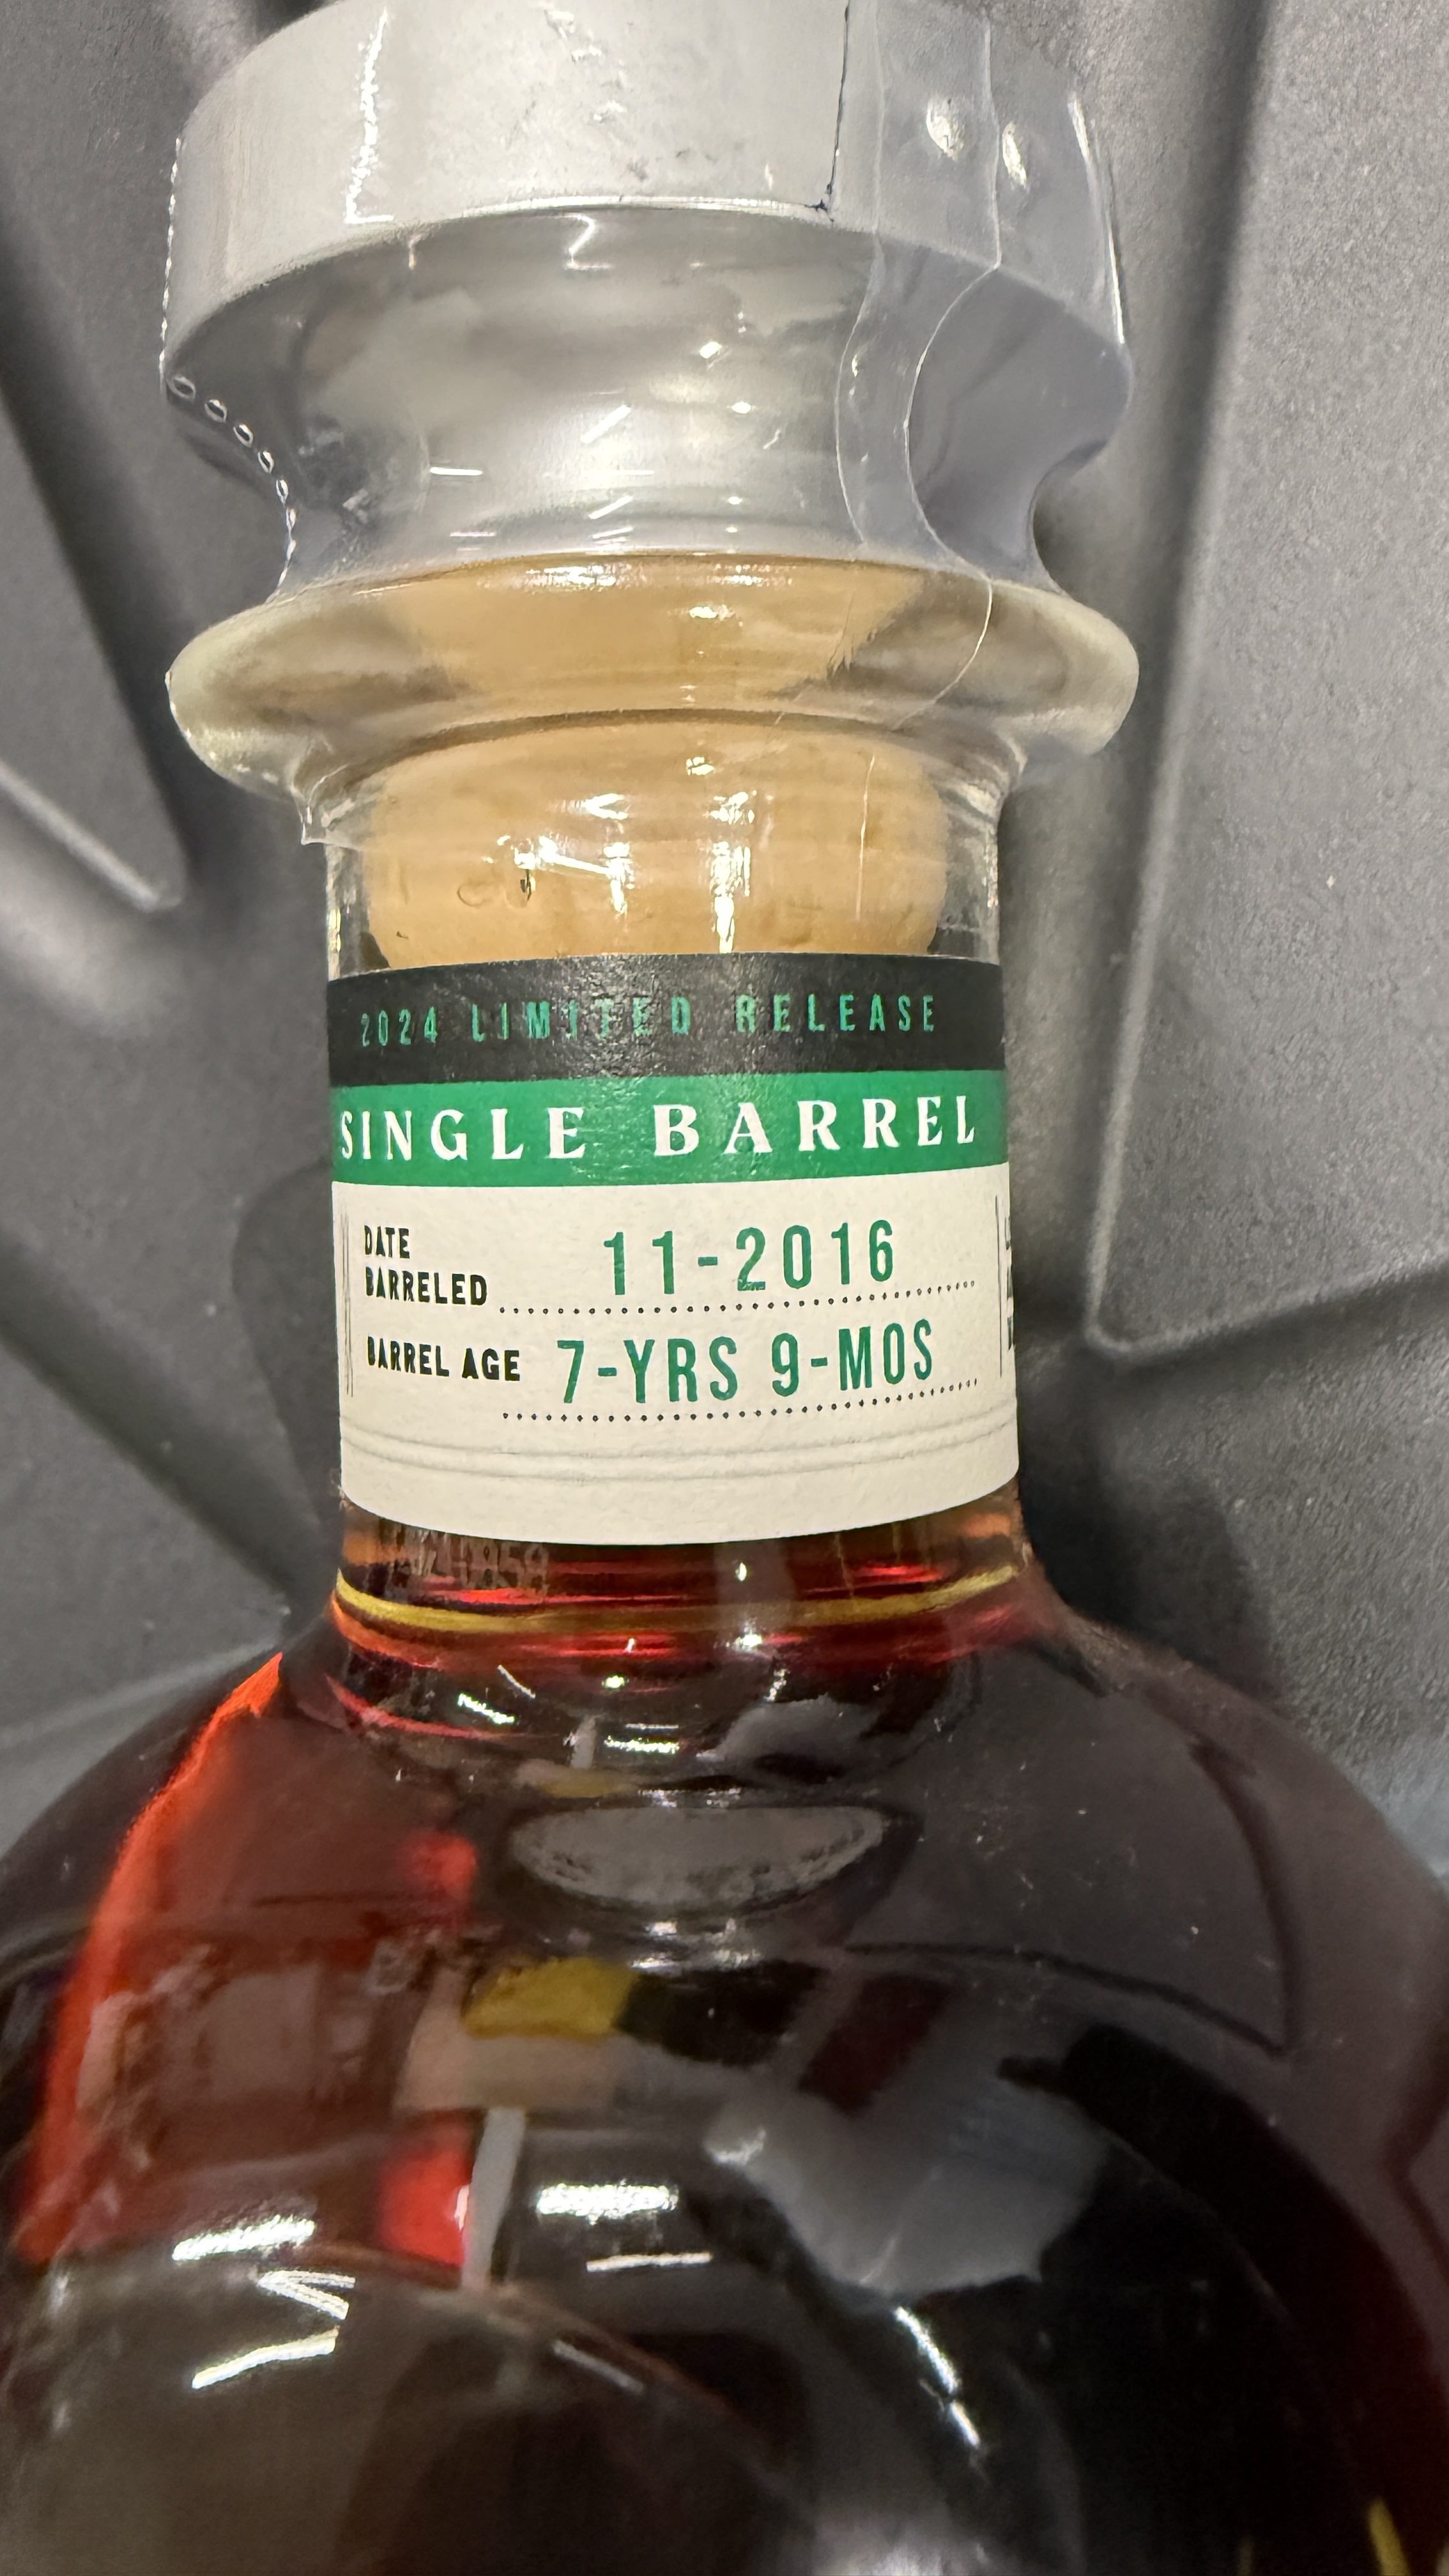 2024 LIMITED RELEASE
SINGLE BARREL
DATE
BARRELED 11-2016
BARREL AGE 7-YRS 9-MOS